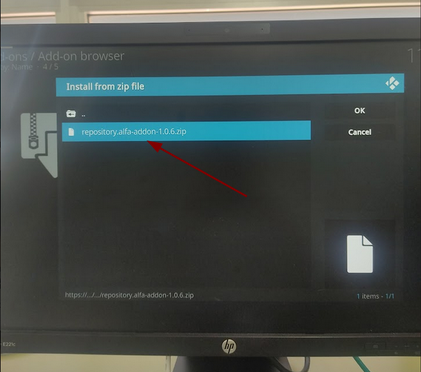 d-ons / Add-on browser
4 / 5
Install from zip file
..
OK
repository.alfa-addon-1.0.6.zip
Cancel
https://.../.../repository.alfa-addon-1.0.6.zip
1 items - 1/1
hp